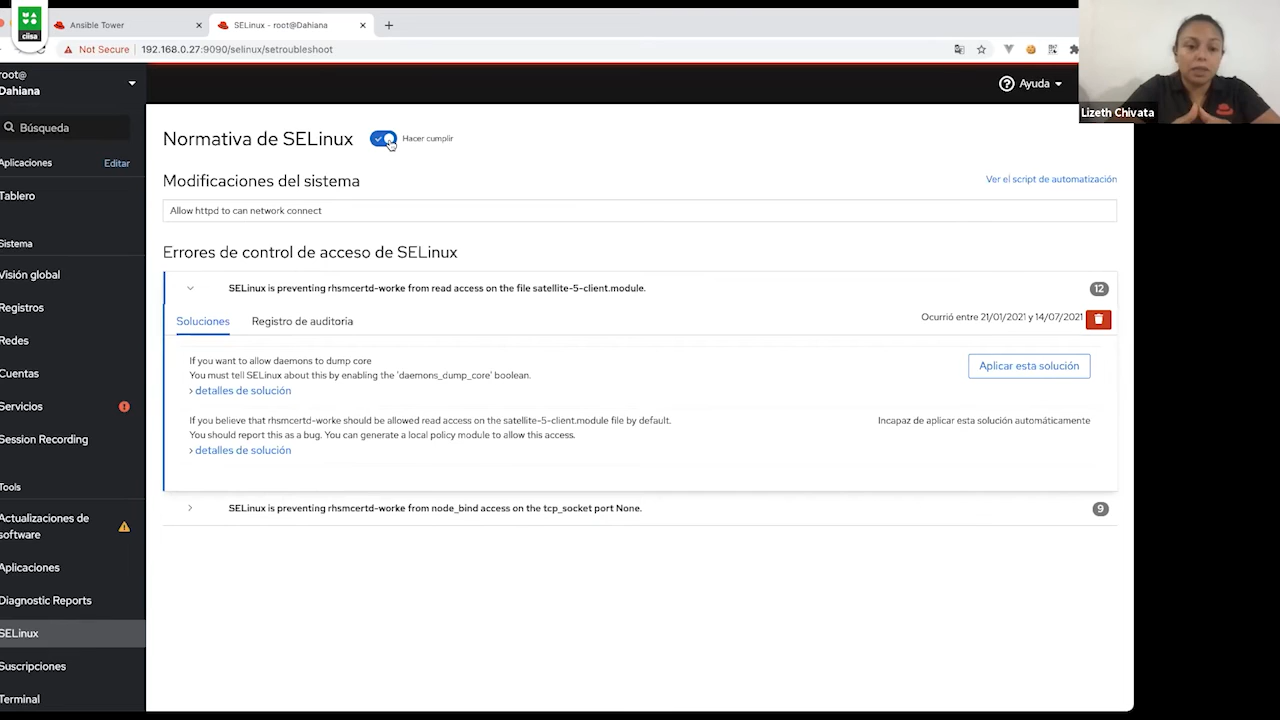 cilsa
Ansible Tower
SELinux - root@Dahiana
Not Secure
192.168.0.27:9090/selinux/setroubleshoot
Lizeth Chivata
root@
Dahiana
Ayuda
Búsqueda
Aplicaciones
Editar
Tablero
Sistema
Visión global
Registros
Redes
Cuentas
Servicios
Session Recording
Tools
Actualizaciones de
software
Aplicaciones
Diagnostic Reports
SELinux
Suscripciones
Terminal
Normativa de SELinux
Hacer cumplir
Modificaciones del sistema
Ver el script de automatización
Allow httpd to can network connect
Errores de control de acceso de SELinux
SELinux is preventing rhsmcertd-worke from read access on the file satellite-5-client.module.
12
Soluciones
Registro de auditoría
Ocurrió entre 21/01/2021 y 14/07/2021
If you want to allow daemons to dump core
You must tell SELinux about this by enabling the 'daemons_dump_core' boolean.
detalles de solución
Aplicar esta solución
If you believe that rhsmcertd-worke should be allowed read access on the satellite-5-client.module file by default.
You should report this as a bug. You can generate a local policy module to allow this access.
detalles de solución
Incapaz de aplicar esta solución automáticamente
SELinux is preventing rhsmcertd-worke from node_bind access on the tcp_socket port None.
9